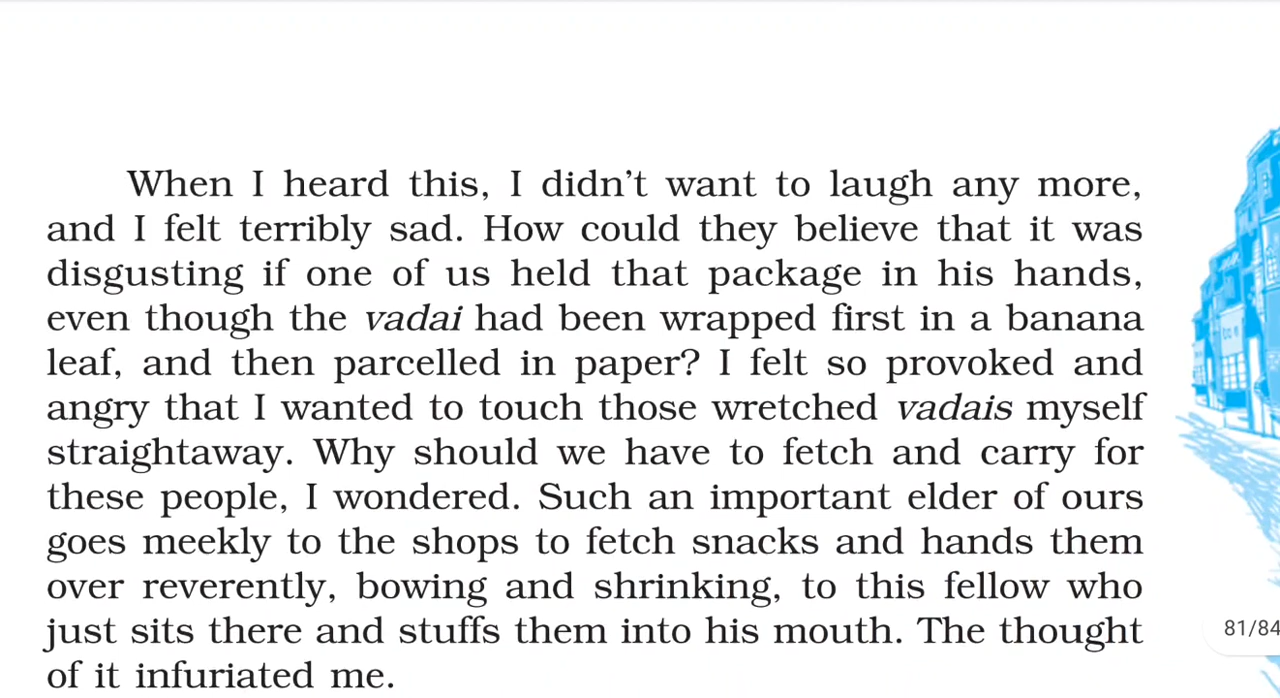 When I heard this, I didn't want to laugh any more,
and I felt terribly sad. How could they believe that it was
disgusting if one of us held that package in his hands,
even though the vadai had been wrapped first in a banana
leaf, and then parcelled in paper? I felt so provoked and
angry that I wanted to touch those wretched vadais myself
straightaway. Why should we have to fetch and carry for
these people, I wondered. Such an important elder of ours
goes meekly to the shops to fetch snacks and hands them
over reverently, bowing and shrinking, to this fellow who
just sits there and stuffs them into his mouth. The thought
of it infuriated me.
81/84